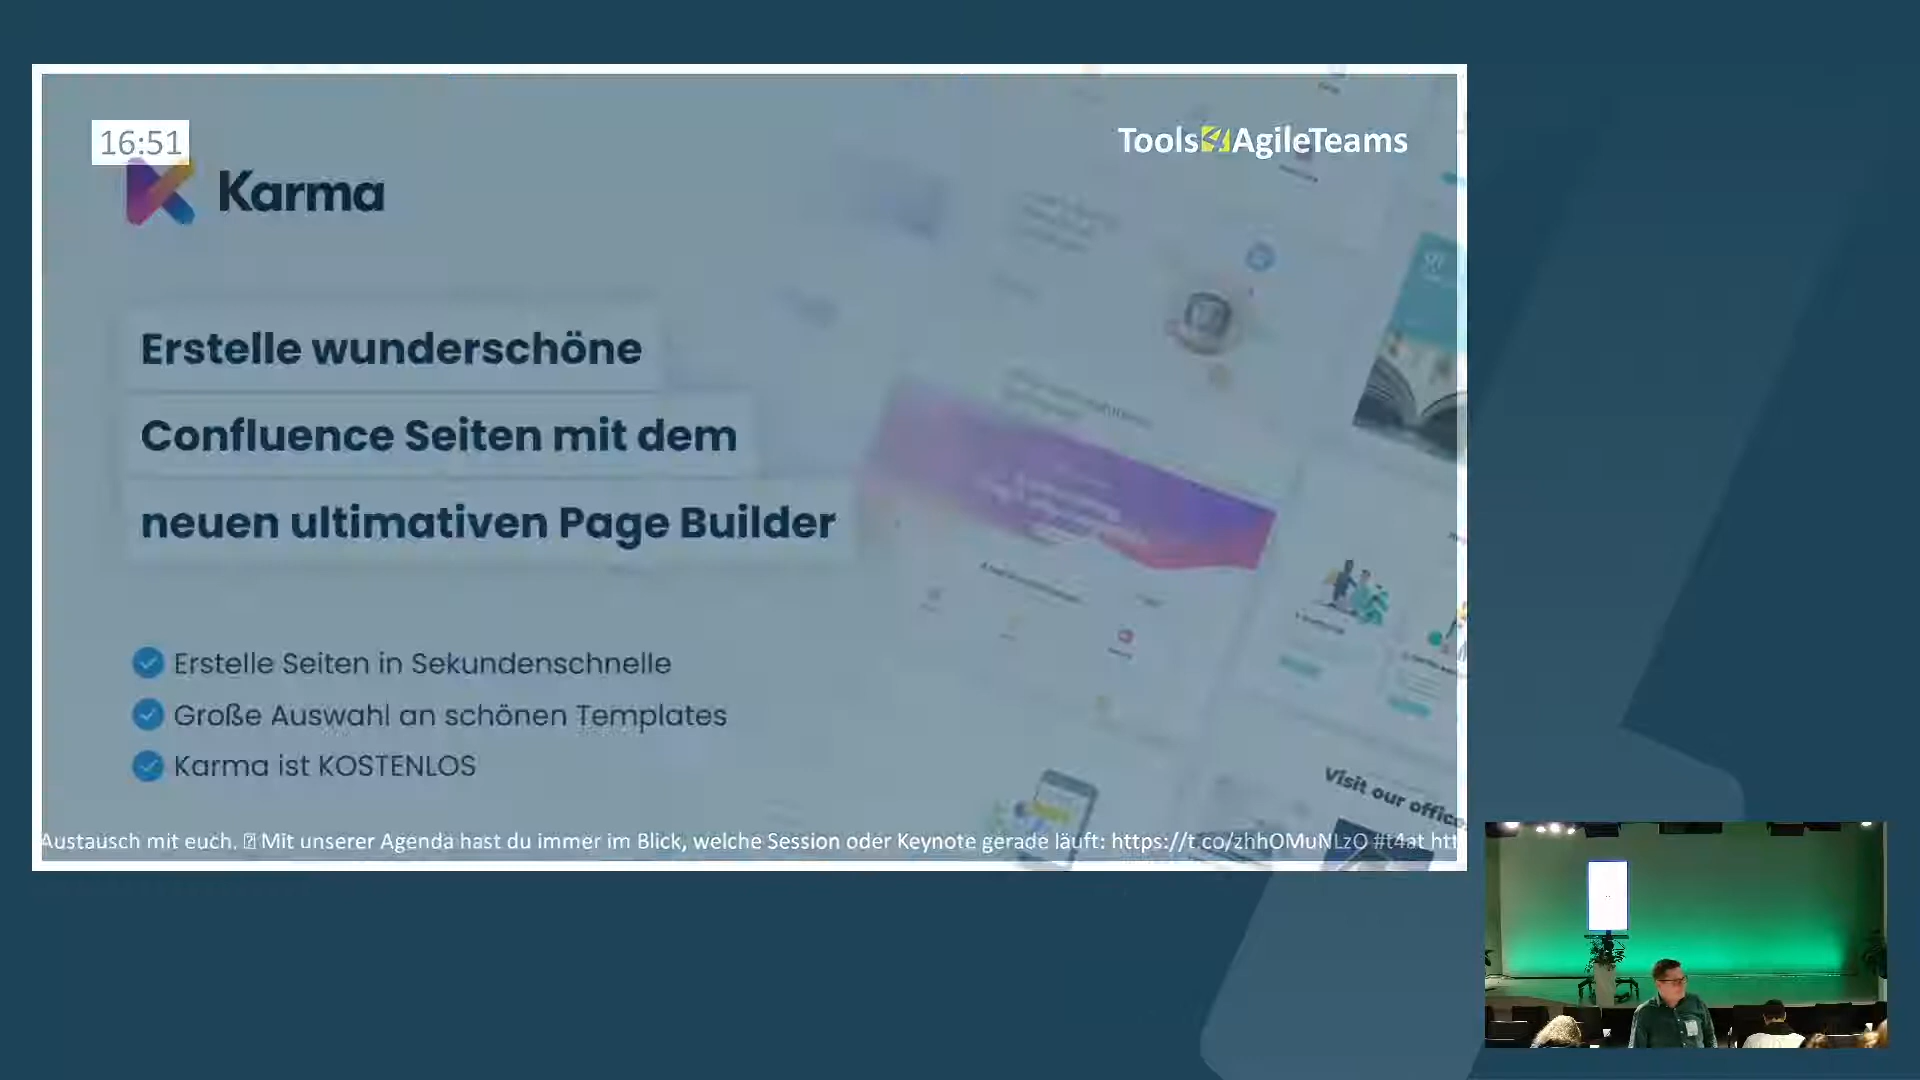 16:51
Tools4AgileTeams
Karma
Erstelle wunderschöne
Confluence Seiten mit dem
neuen ultimativen Page Builder
Erstelle Seiten in Sekundenschnelle
Große Auswahl an schönen Templates
Karma ist KOSTENLOS
Visit our office
Austausch mit euch. Mit unserer Agenda hast du immer im Blick, welche Session oder Keynote gerade läuft: https://t.co/zhhOMuNLzO #t4at htt